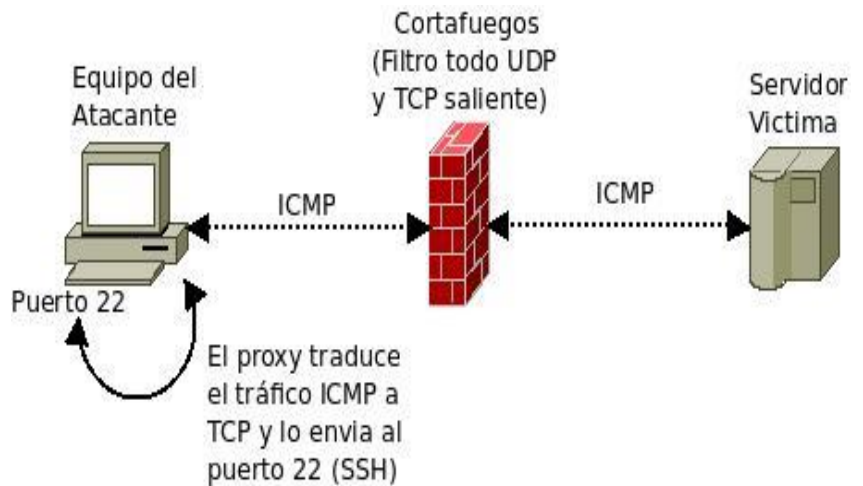 Cortafuegos
(Filtro todo UDP
y TCP saliente)
Equipo del
Atacante
Servidor
Victima
ICMP
ICMP
Puerto 22
El proxy traduce
el tráfico ICMP a
TCP y lo envia al
puerto 22 (SSH)